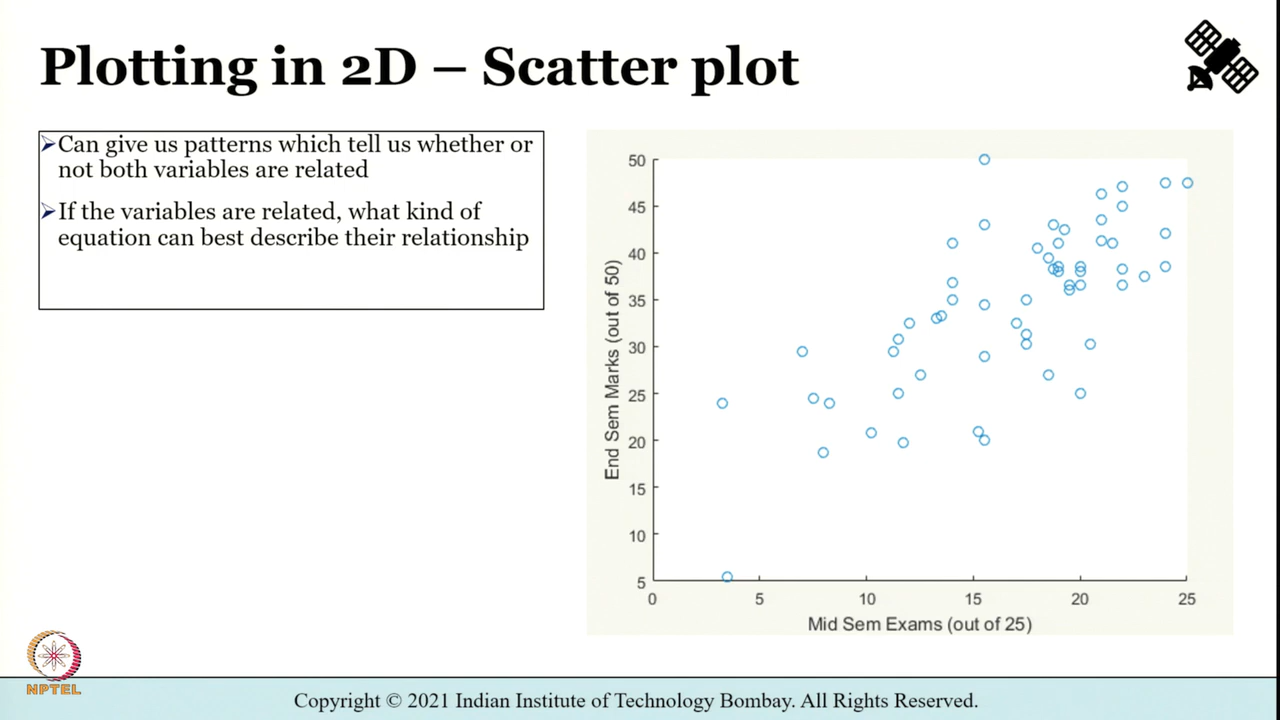 Plotting in 2D – Scatter plot
➢Can give us patterns which tell us whether or
not both variables are related
➢If the variables are related, what kind of
equation can best describe their relationship
50
45
40
35
30
25
20
15
10
5
End Sem Marks (out of 50)
0 5 10 15 20 25
Mid Sem Exams (out of 25)
NPTEL
Copyright © 2021 Indian Institute of Technology Bombay. All Rights Reserved.